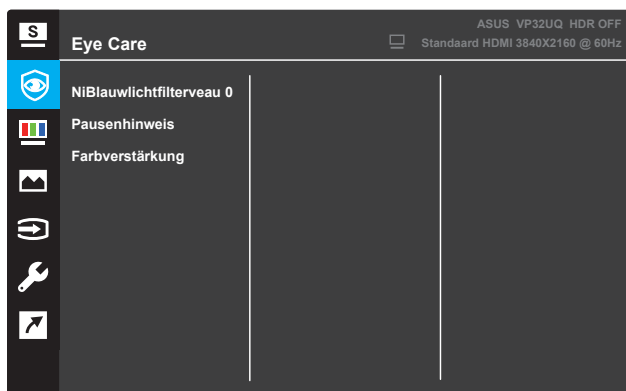 S
ASUS VP32UQ HDR OFF
Eye Care
Standaard HDMI 3840X2160 @ 60Hz
NiBlauwlichtfilterveau 0
Pausenhinweis
Farbverstärkung